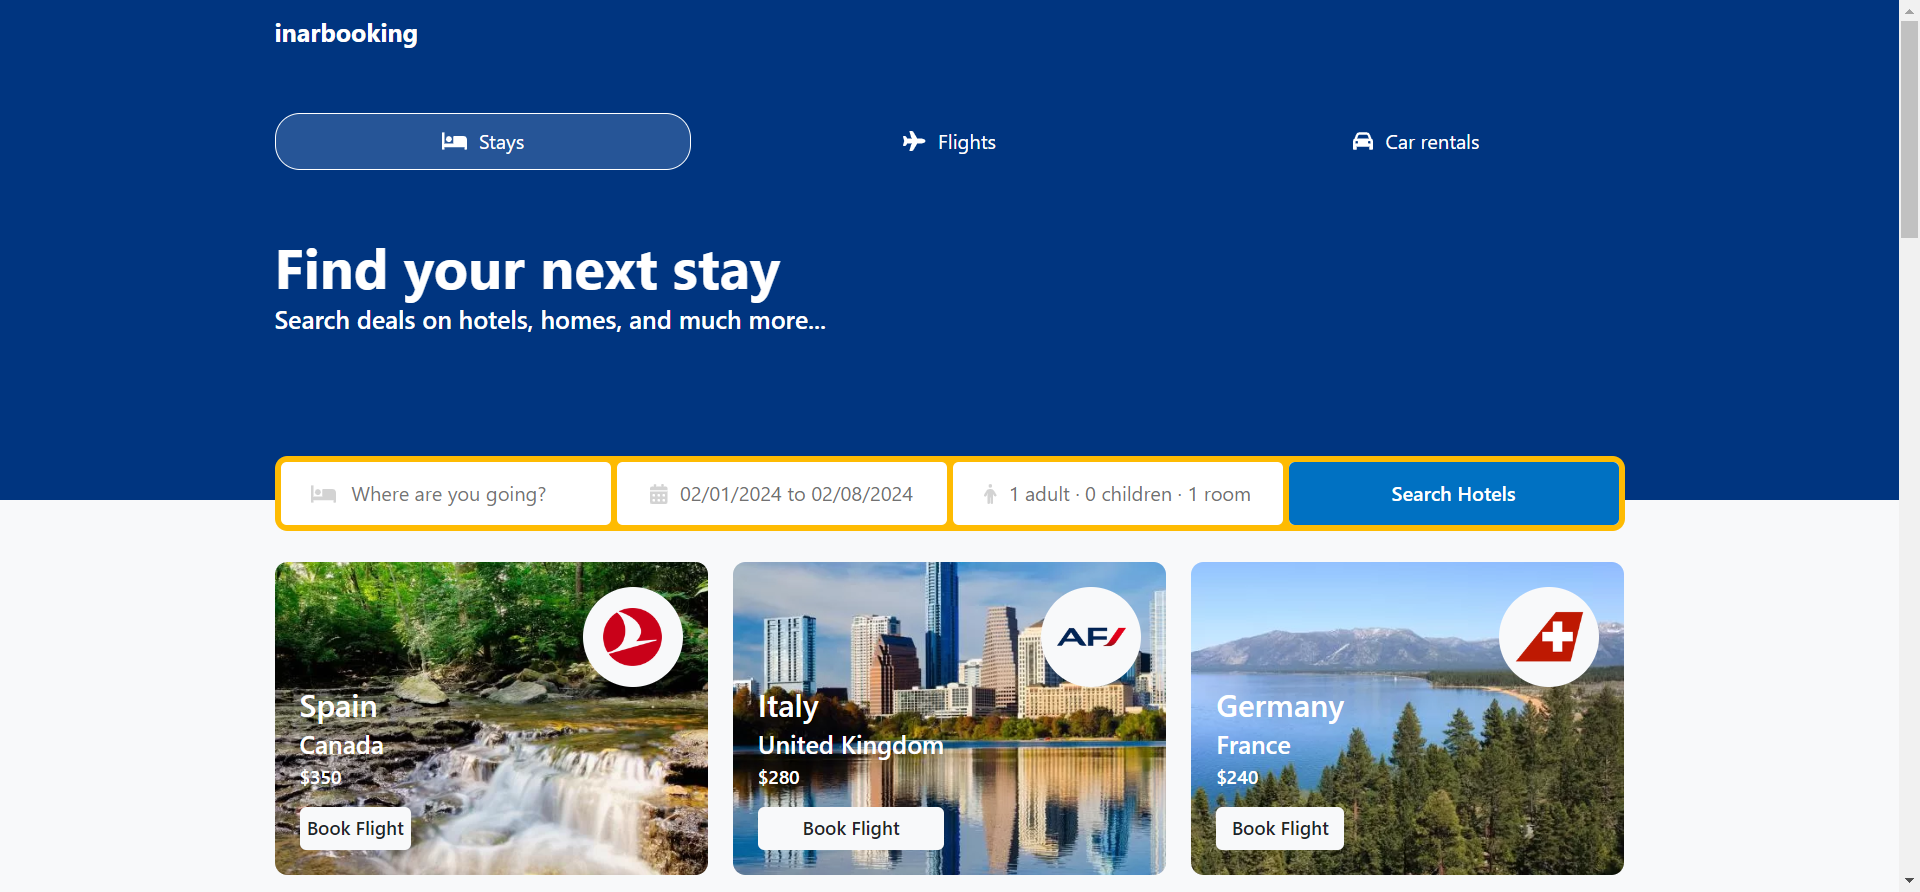 inarbooking
Stays
Flights
Car rentals
Find your next stay
Search deals on hotels, homes, and much more...
Where are you going?
02/01/2024 to 02/08/2024
1 adult · 0 children · 1 room
Search Hotels
Spain
Canada
$350
Book Flight
AF
Italy
United Kingdom
$280
Book Flight
Germany
France
$240
Book Flight